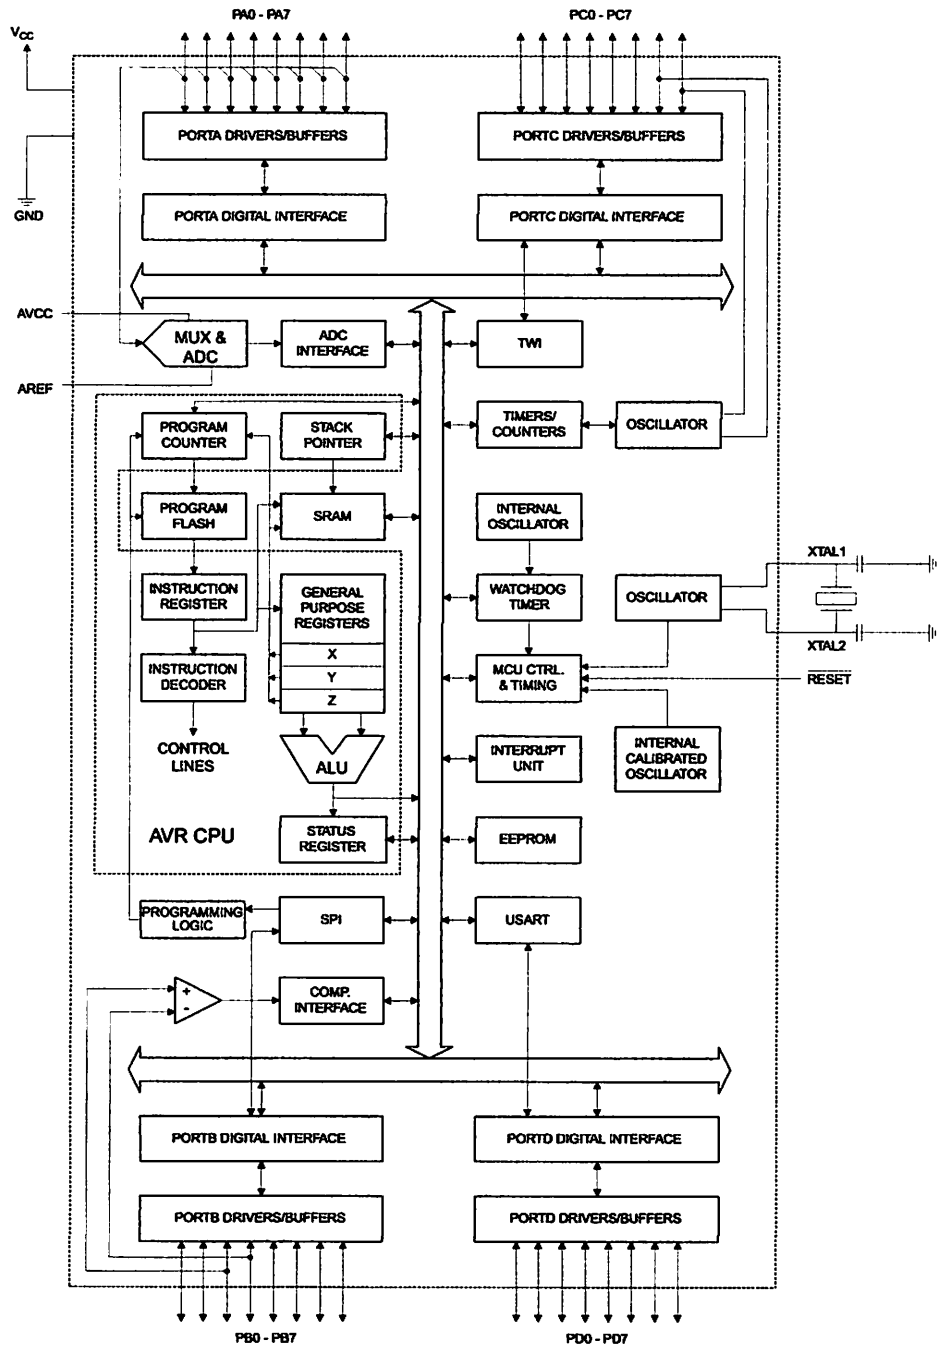 PA0 - PA7
PC0 - PC7
VCC
PORTA DRIVERS/BUFFERS
PORTC DRIVERS/BUFFERS
GND
PORTA DIGITAL INTERFACE
PORTC DIGITAL INTERFACE
AVCC
MUX &
ADC
ADC
INTERFACE
TWI
AREF
PROGRAM
COUNTER
STACK
POINTER
TIMERS/
COUNTERS
OSCILLATOR
PROGRAM
FLASH
SRAM
INTERNAL
OSCILLATOR
XTAL1
INSTRUCTION
REGISTER
GENERAL
PURPOSE
REGISTERS
WATCHDOG
TIMER
OSCILLATOR
XTAL2
X
Y
Z
INSTRUCTION
DECODER
MCU CTRL.
& TIMING
RESET
CONTROL
LINES
ALU
INTERRUPT
UNIT
INTERNAL
CALIBRATED
OSCILLATOR
AVR CPU
STATUS
REGISTER
EEPROM
PROGRAMMING
LOGIC
SPI
USART
+
-
COMP.
INTERFACE
PORTB DIGITAL INTERFACE
PORTD DIGITAL INTERFACE
PORTB DRIVERS/BUFFERS
PORTD DRIVERS/BUFFERS
PB0 - PB7
PD0 - PD7